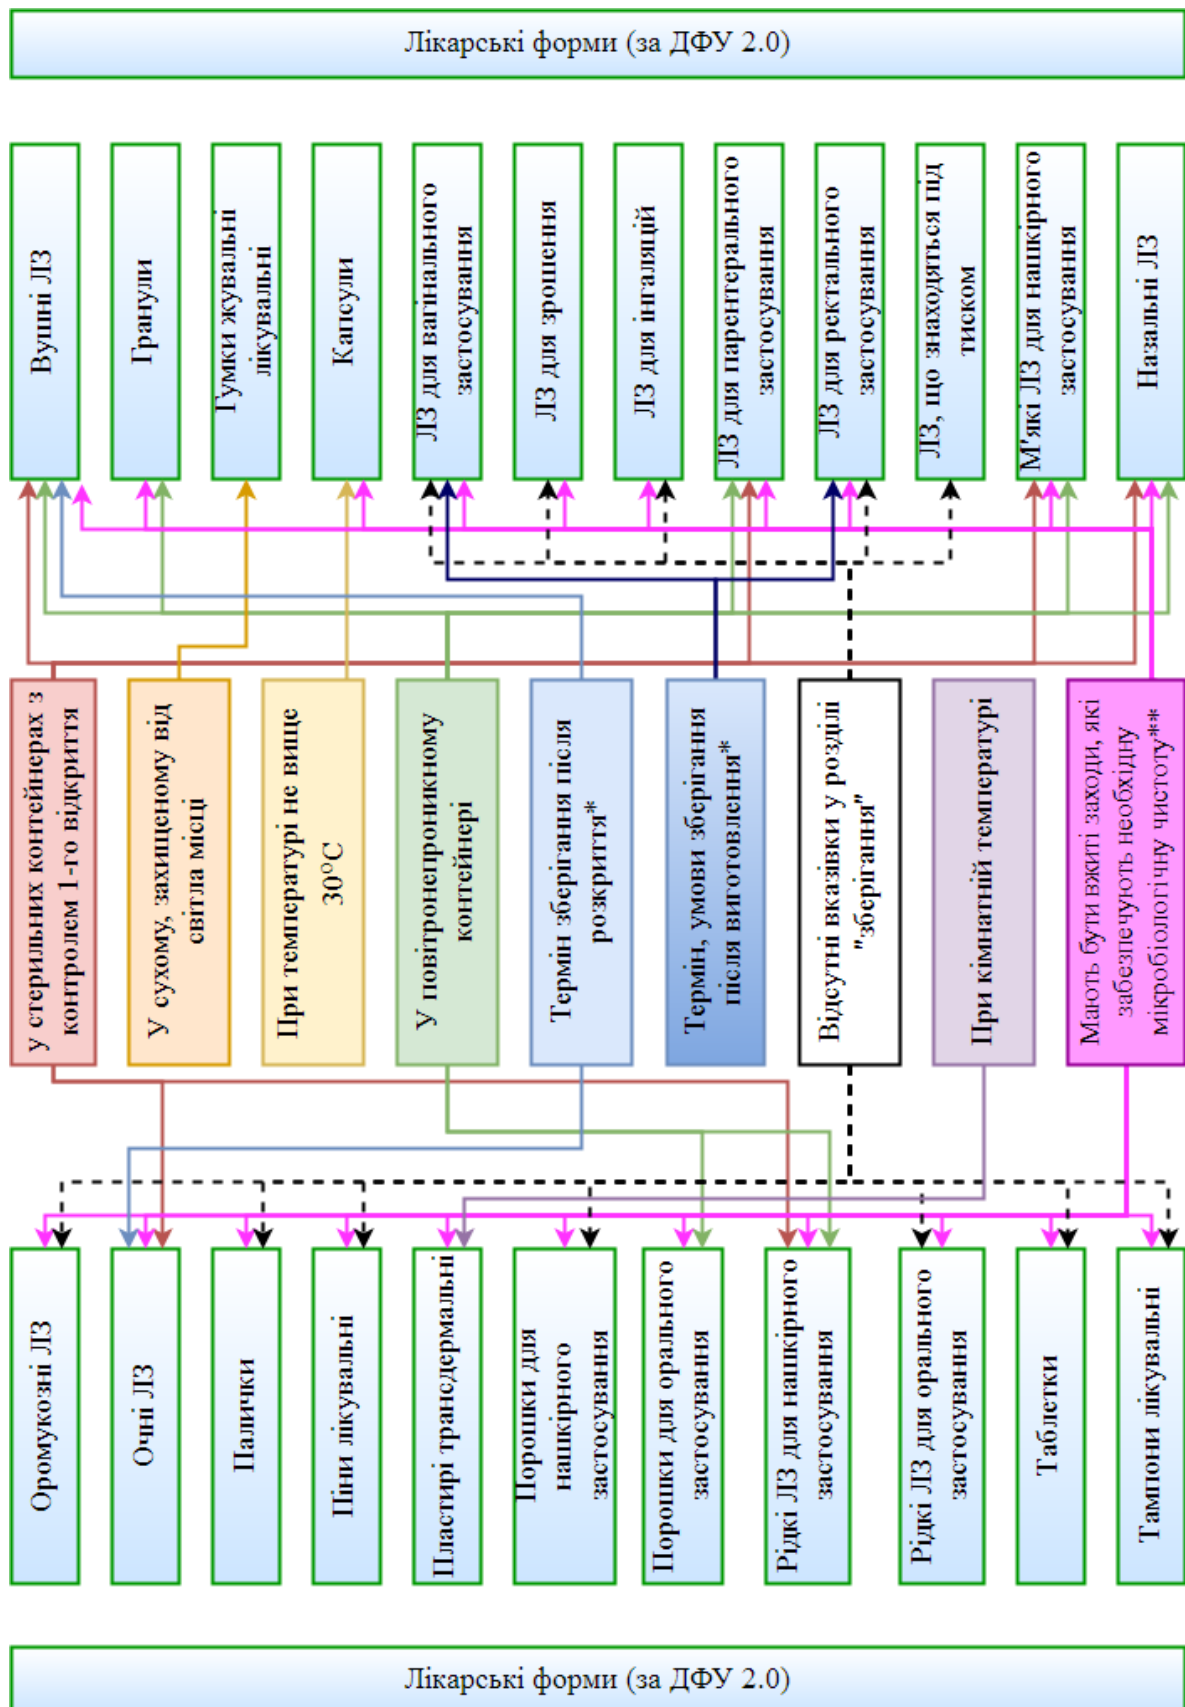 Лікарські форми (за ДФУ 2.0)
Вушні ЛЗ
Гранули
Гумки жувальні
лікувальні
Капсули
ЛЗ для вагінального
застосування
ЛЗ для зрошення
ЛЗ для інгаляцій
ЛЗ для парентерального
застосування
ЛЗ для ректального
застосування
ЛЗ, що знаходяться під
тиском
М'які ЛЗ для нашкірного
застосування
Назальні ЛЗ
у стерильних контейнерах з
контролем 1-го відкриття
У сухому, захищеному від
світла місці
При температурі не вище
30°С
У повітронепроникному
контейнері
Термін зберігання після
розкриття*
Термін, умови зберігання
після виготовлення*
Відсутні вказівки у розділі
"зберігання"
При кімнатній температурі
Мають бути вжиті заходи, які
забезпечують необхідну
мікробіологічну чистоту**
Оромукозні ЛЗ
Очні ЛЗ
Палички
Піни лікувальні
Пластирі трансдермальні
Порошки для
нашкірного
застосування
Порошки для орального
застосування
Рідкі ЛЗ для нашкірного
застосування
Рідкі ЛЗ для орального
застосування
Таблетки
Тампони лікувальні
Лікарські форми (за ДФУ 2.0)